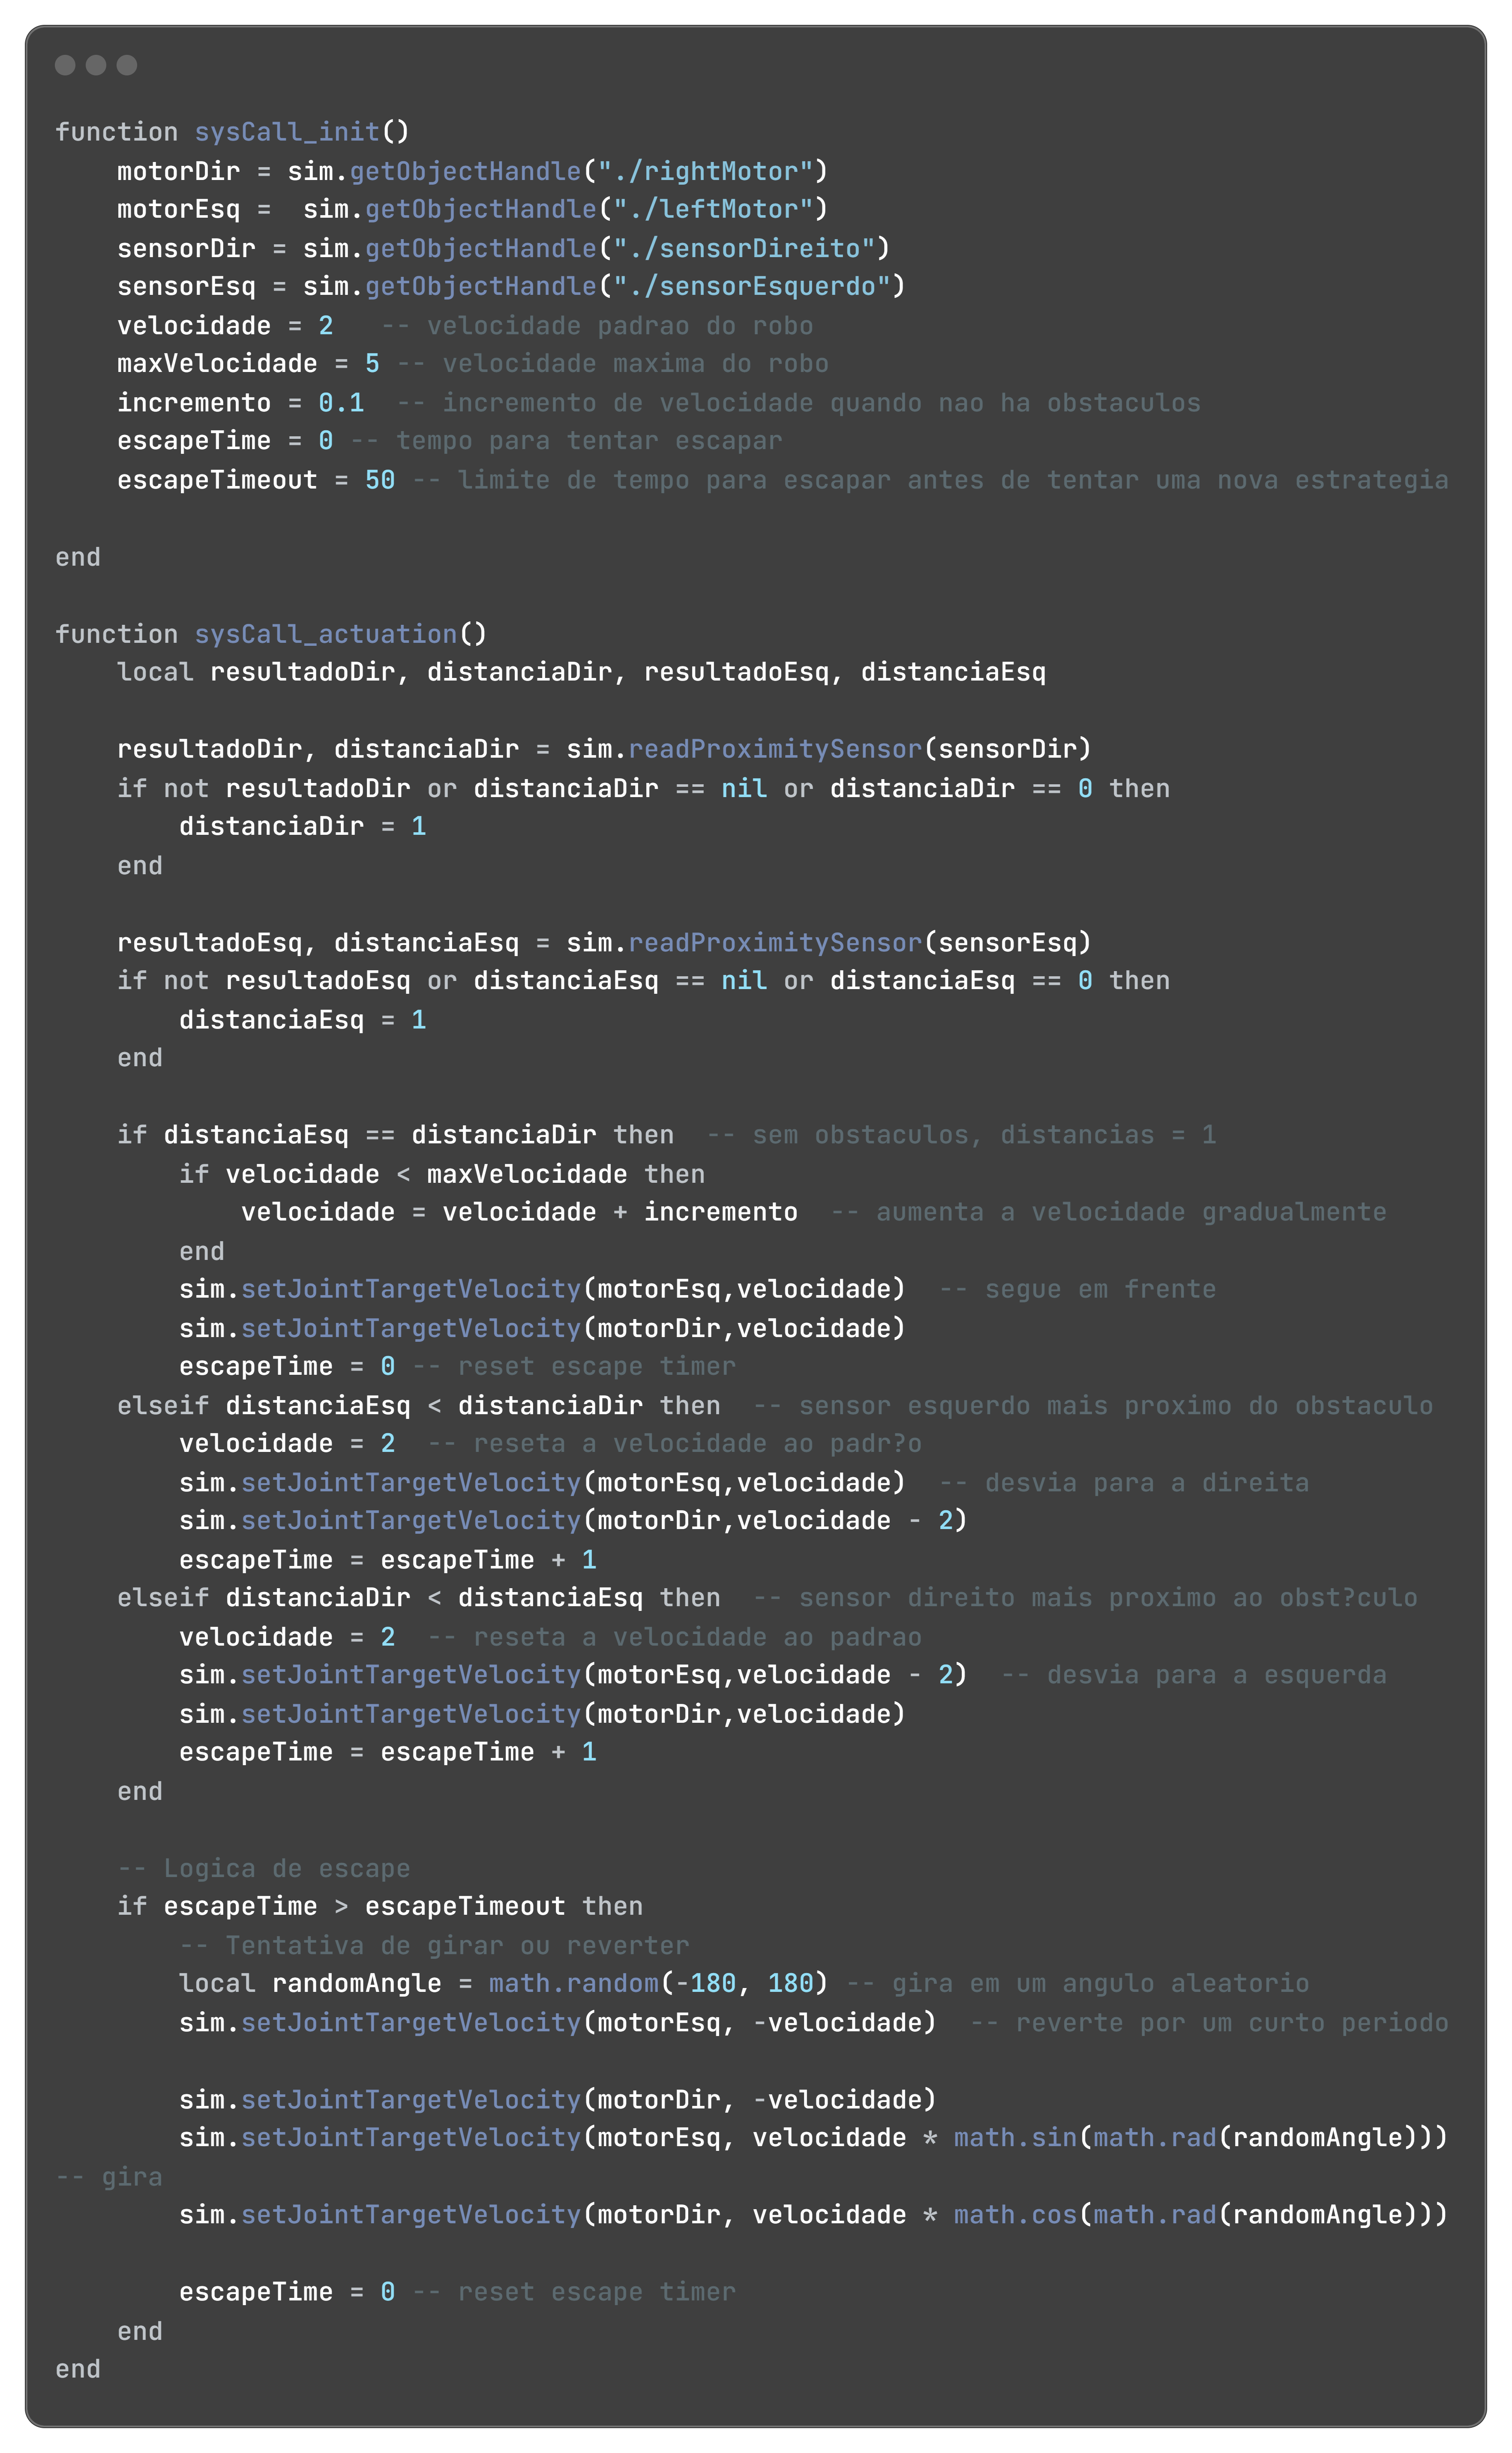 function sysCall_init()
    motorDir = sim.getObjectHandle("./rightMotor")
    motorEsq =  sim.getObjectHandle("./leftMotor")
    sensorDir = sim.getObjectHandle("./sensorDireito")
    sensorEsq = sim.getObjectHandle("./sensorEsquerdo")
    velocidade = 2   -- velocidade padrao do robo
    maxVelocidade = 5 -- velocidade maxima do robo
    incremento = 0.1  -- incremento de velocidade quando nao ha obstaculos
    escapeTime = 0 -- tempo para tentar escapar
    escapeTimeout = 50 -- limite de tempo para escapar antes de tentar uma nova estrategia

end

function sysCall_actuation()
    local resultadoDir, distanciaDir, resultadoEsq, distanciaEsq

    resultadoDir, distanciaDir = sim.readProximitySensor(sensorDir)
    if not resultadoDir or distanciaDir == nil or distanciaDir == 0 then
        distanciaDir = 1
    end

    resultadoEsq, distanciaEsq = sim.readProximitySensor(sensorEsq)
    if not resultadoEsq or distanciaEsq == nil or distanciaEsq == 0 then
        distanciaEsq = 1
    end

    if distanciaEsq == distanciaDir then  -- sem obstaculos, distancias = 1
        if velocidade < maxVelocidade then
            velocidade = velocidade + incremento  -- aumenta a velocidade gradualmente
        end
        sim.setJointTargetVelocity(motorEsq,velocidade)  -- segue em frente
        sim.setJointTargetVelocity(motorDir,velocidade)
        escapeTime = 0 -- reset escape timer
    elseif distanciaEsq < distanciaDir then  -- sensor esquerdo mais proximo do obstaculo
        velocidade = 2  -- reseta a velocidade ao padr?o
        sim.setJointTargetVelocity(motorEsq,velocidade)  -- desvia para a direita
        sim.setJointTargetVelocity(motorDir,velocidade - 2)
        escapeTime = escapeTime + 1
    elseif distanciaDir < distanciaEsq then  -- sensor direito mais proximo ao obst?culo
        velocidade = 2  -- reseta a velocidade ao padrao
        sim.setJointTargetVelocity(motorEsq,velocidade - 2)  -- desvia para a esquerda
        sim.setJointTargetVelocity(motorDir,velocidade)
        escapeTime = escapeTime + 1
    end

    -- Logica de escape
    if escapeTime > escapeTimeout then
        -- Tentativa de girar ou reverter
        local randomAngle = math.random(-180, 180) -- gira em um angulo aleatorio
        sim.setJointTargetVelocity(motorEsq, -velocidade)  -- reverte por um curto periodo

        sim.setJointTargetVelocity(motorDir, -velocidade)
        sim.setJointTargetVelocity(motorEsq, velocidade * math.sin(math.rad(randomAngle)))
-- gira
        sim.setJointTargetVelocity(motorDir, velocidade * math.cos(math.rad(randomAngle)))

        escapeTime = 0 -- reset escape timer
    end
end